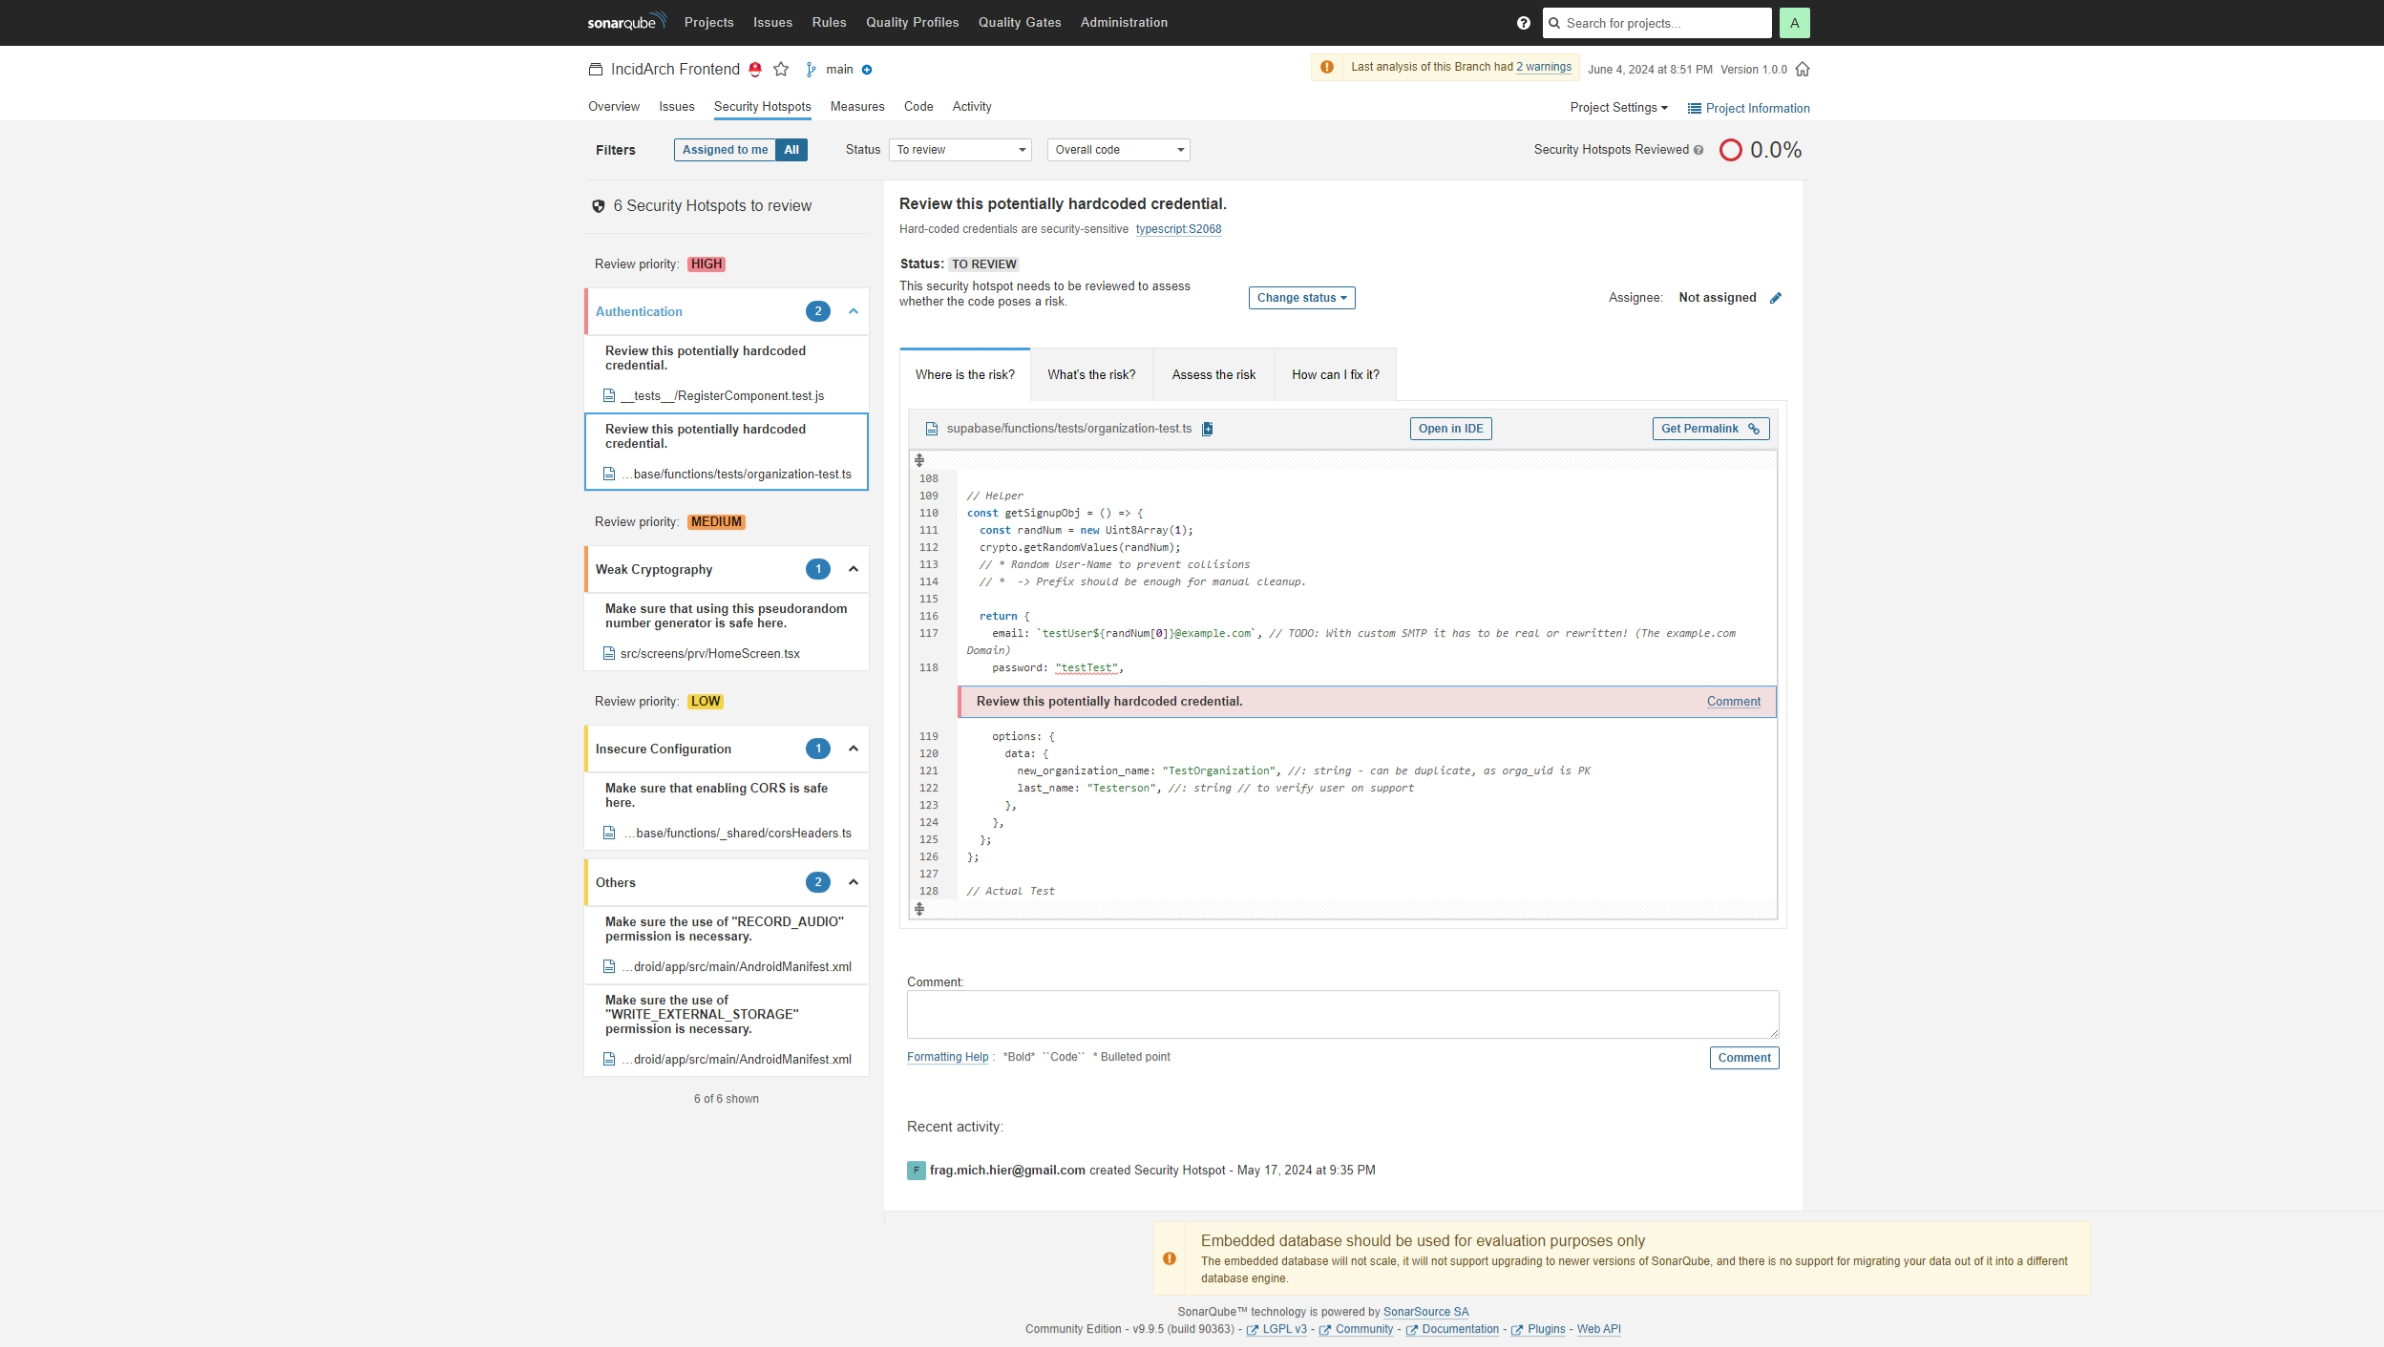 sonarqube Projects Issues Rules Quality Profiles Quality Gates Administration Search for projects... A
IncidArch Frontend main Last analysis of this Branch had 2 warnings June 4, 2024 at 8:51 PM Version 1.0.0
Overview Issues Security Hotspots Measures Code Activity Project Settings Project Information
Filters Assigned to me All Status To review Overall code Security Hotspots Reviewed 0.0%
6 Security Hotspots to review
Review priority: HIGH
Authentication 2
Review this potentially hardcoded
credential.
__tests__/RegisterComponent.test.js
Review this potentially hardcoded
credential.
...base/functions/tests/organization-test.ts
Review priority: MEDIUM
Weak Cryptography 1
Make sure that using this pseudorandom
number generator is safe here.
src/screens/prv/HomeScreen.tsx
Review priority: LOW
Insecure Configuration 1
Make sure that enabling CORS is safe
here.
...base/functions/_shared/corsHeaders.ts
Others 2
Make sure the use of "RECORD_AUDIO"
permission is necessary.
...droid/app/src/main/AndroidManifest.xml
Make sure the use of
"WRITE_EXTERNAL_STORAGE"
permission is necessary.
...droid/app/src/main/AndroidManifest.xml
6 of 6 shown
Review this potentially hardcoded credential.
Hard-coded credentials are security-sensitive typescript:S2068
Status: TO REVIEW
This security hotspot needs to be reviewed to assess
whether the code poses a risk.
Change status
Assignee: Not assigned
Where is the risk? What's the risk? Assess the risk How can I fix it?
supabase/functions/tests/organization-test.ts Open in IDE Get Permalink
108
109 // Helper
110 const getSignupObj = () => {
111 const randNum = new Uint8Array(1);
112 crypto.getRandomValues(randNum);
113 // * Random User-Name to prevent collisions
114 // * -> Prefix should be enough for manual cleanup.
115
116 return {
117 email: `testUser${randNum[0]}@example.com`, // TODO: With custom SMTP it has to be real or rewritten! (The example.com
Domain)
118 password: "testTest",
Review this potentially hardcoded credential. Comment
119 options: {
120 data: {
121 new_organization_name: "TestOrganization", //: string - can be duplicate, as orga_uid is PK
122 last_name: "Testerson", //: string // to verify user on support
123 },
124 },
125 };
126 };
127
128 // Actual Test
Comment:
Formatting Help : *Bold* ``Code`` * Bulleted point Comment
Recent activity:
F frag.mich.hier@gmail.com created Security Hotspot - May 17, 2024 at 9:35 PM
Embedded database should be used for evaluation purposes only
The embedded database will not scale, it will not support upgrading to newer versions of SonarQube, and there is no support for migrating your data out of it into a different
database engine.
SonarQube™ technology is powered by SonarSource SA
Community Edition - v9.9.5 (build 90363) - LGPL v3 - Community - Documentation - Plugins - Web API